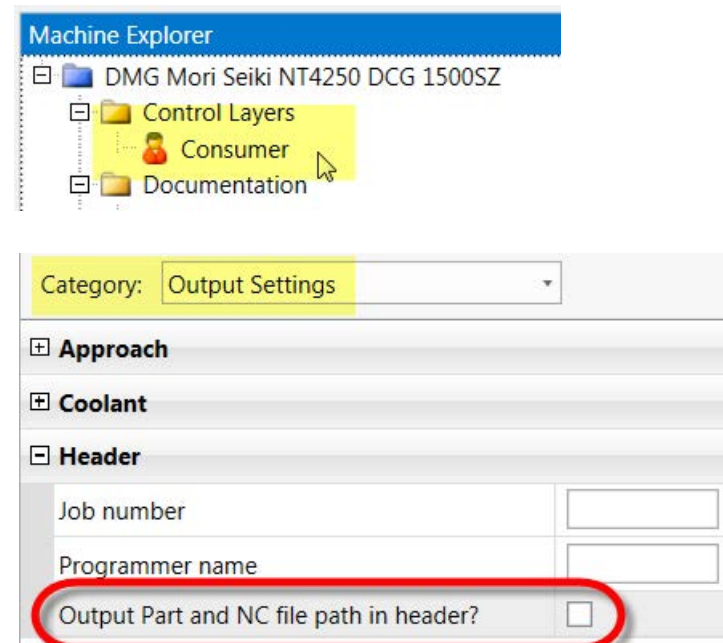 Machine Explorer
DMG Mori Seiki NT4250 DCG 1500SZ
Control Layers
Consumer
Documentation
Category: Output Settings
Approach
Coolant
Header
Job number
Programmer name
Output Part and NC file path in header?